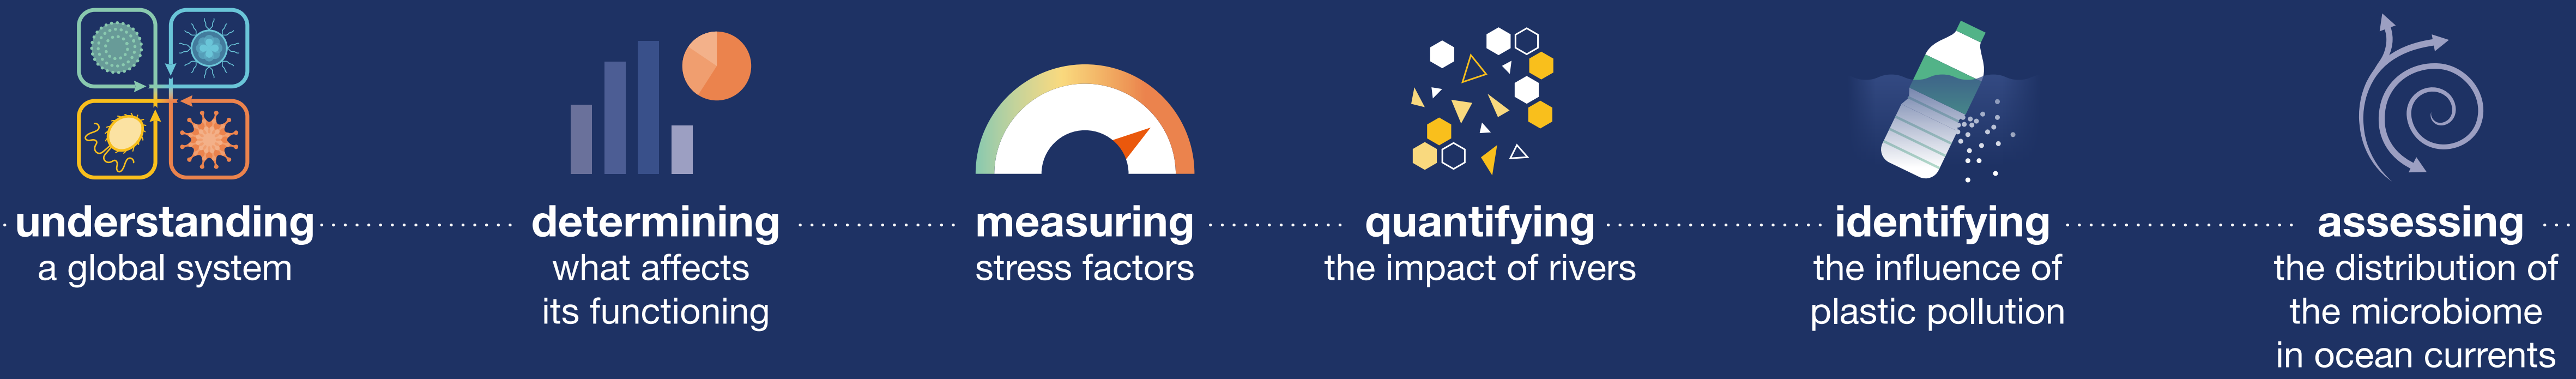 understanding
a global system
determining
what affects
its functioning
measuring
stress factors
quantifying
the impact of rivers
identifying
the influence of
plastic pollution
assessing
the distribution of
the microbiome
in ocean currents